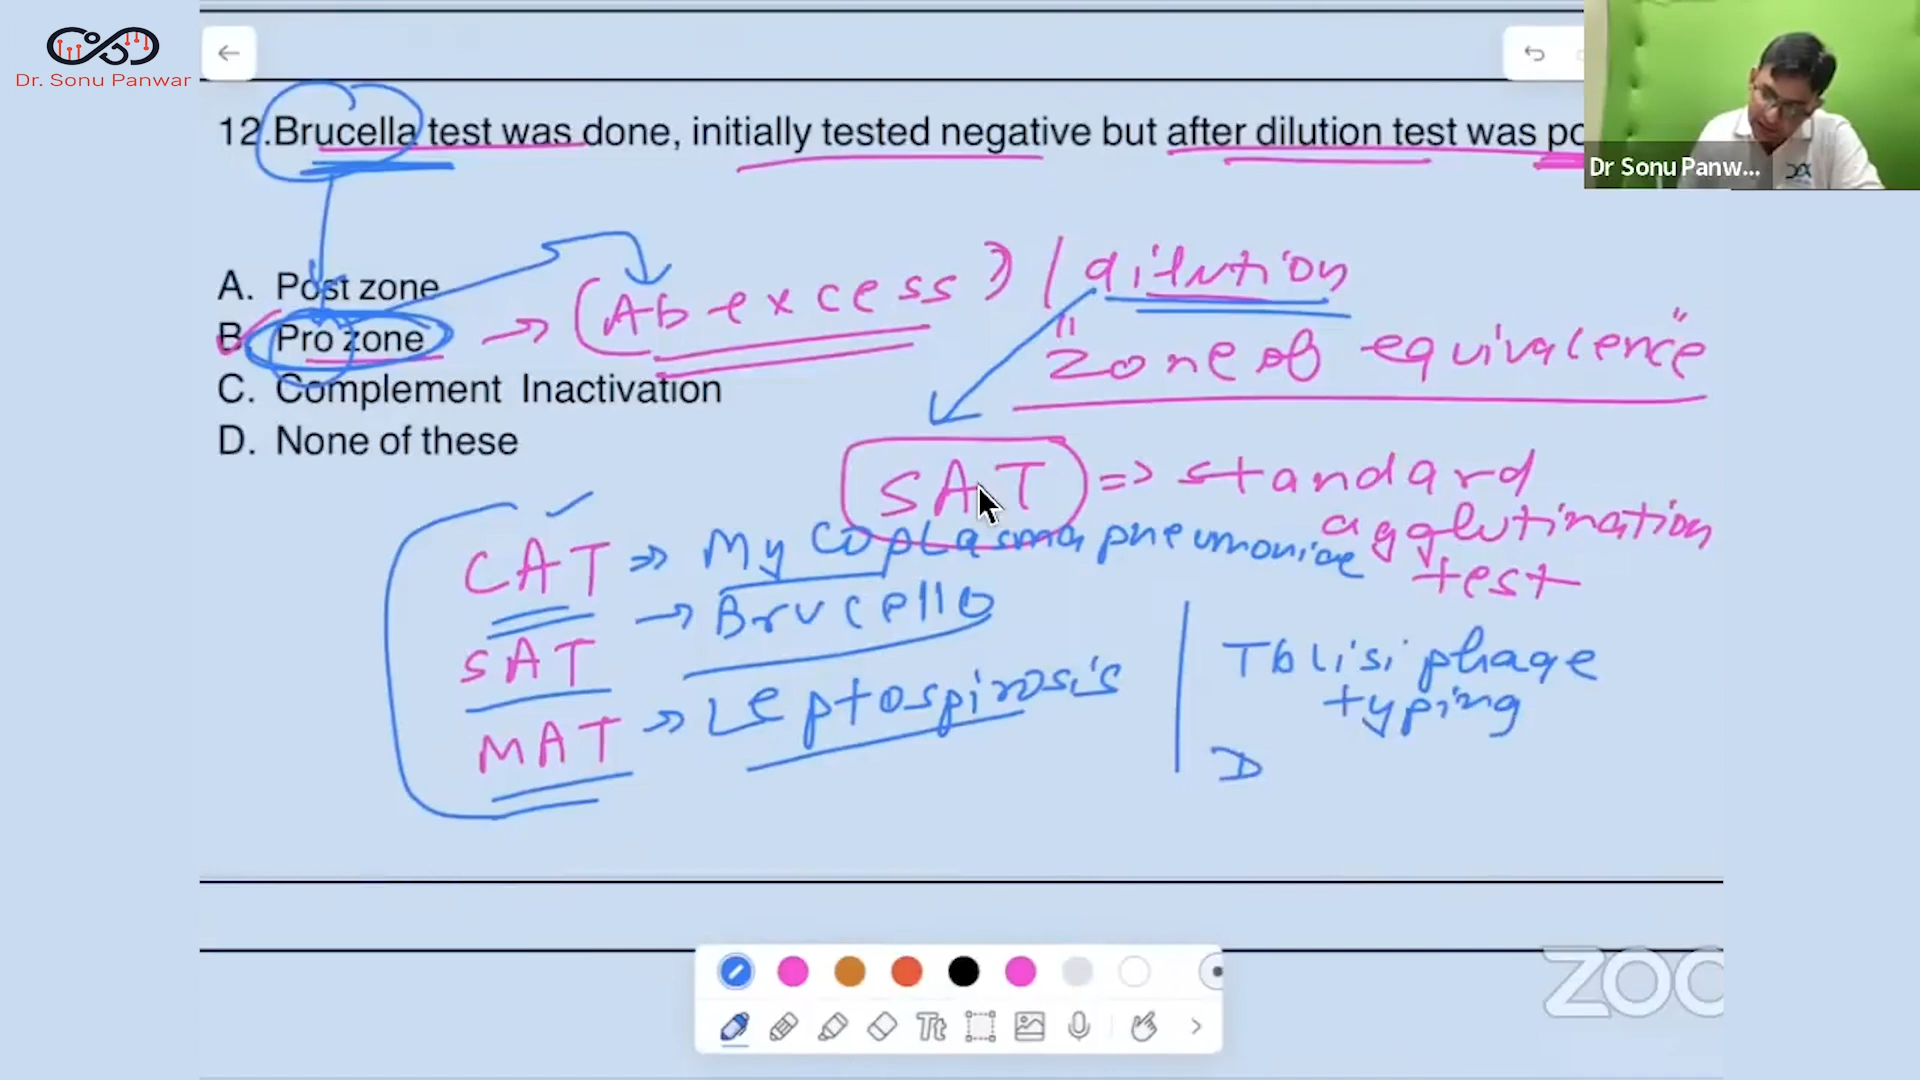 Dr. Sonu Panwar
12.Brucella test was done, initially tested negative but after dilution test was po
Dr Sonu Panw...
A. Post zone
B. Pro zone
C. Complement Inactivation
D. None of these
→ (Ab excess) / dilution
"Zone of equivalence"
SAT => standard
agglutination
test
CAT => Mycoplasma pneumoniae
→ Brucella
SAT
MAT => Leptospirosis
Tblisi phage
typing
D
Tt
ZOO